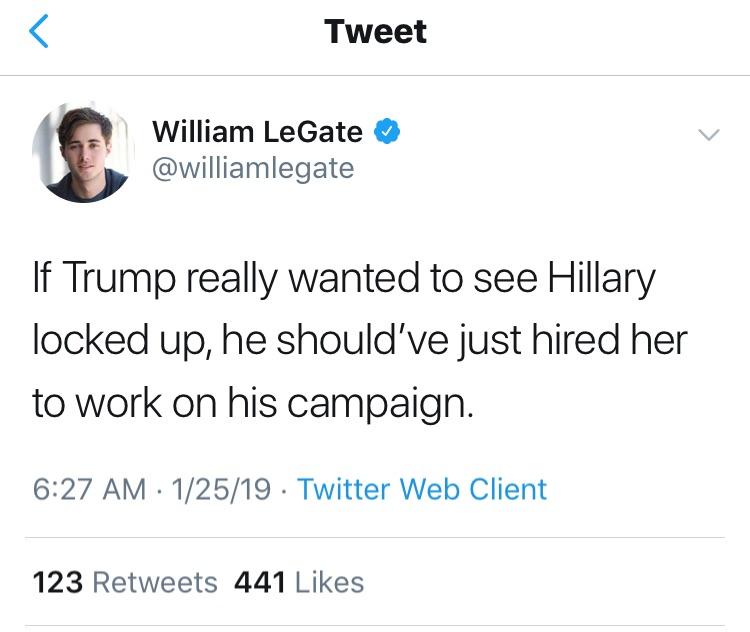 Tweet
William LeGate
@williamlegate
If Trump really wanted to see Hillary
locked up, he should've just hired her
to work on his campaign.
6:27 AM · 1/25/19 · Twitter Web Client
123 Retweets 441 Likes